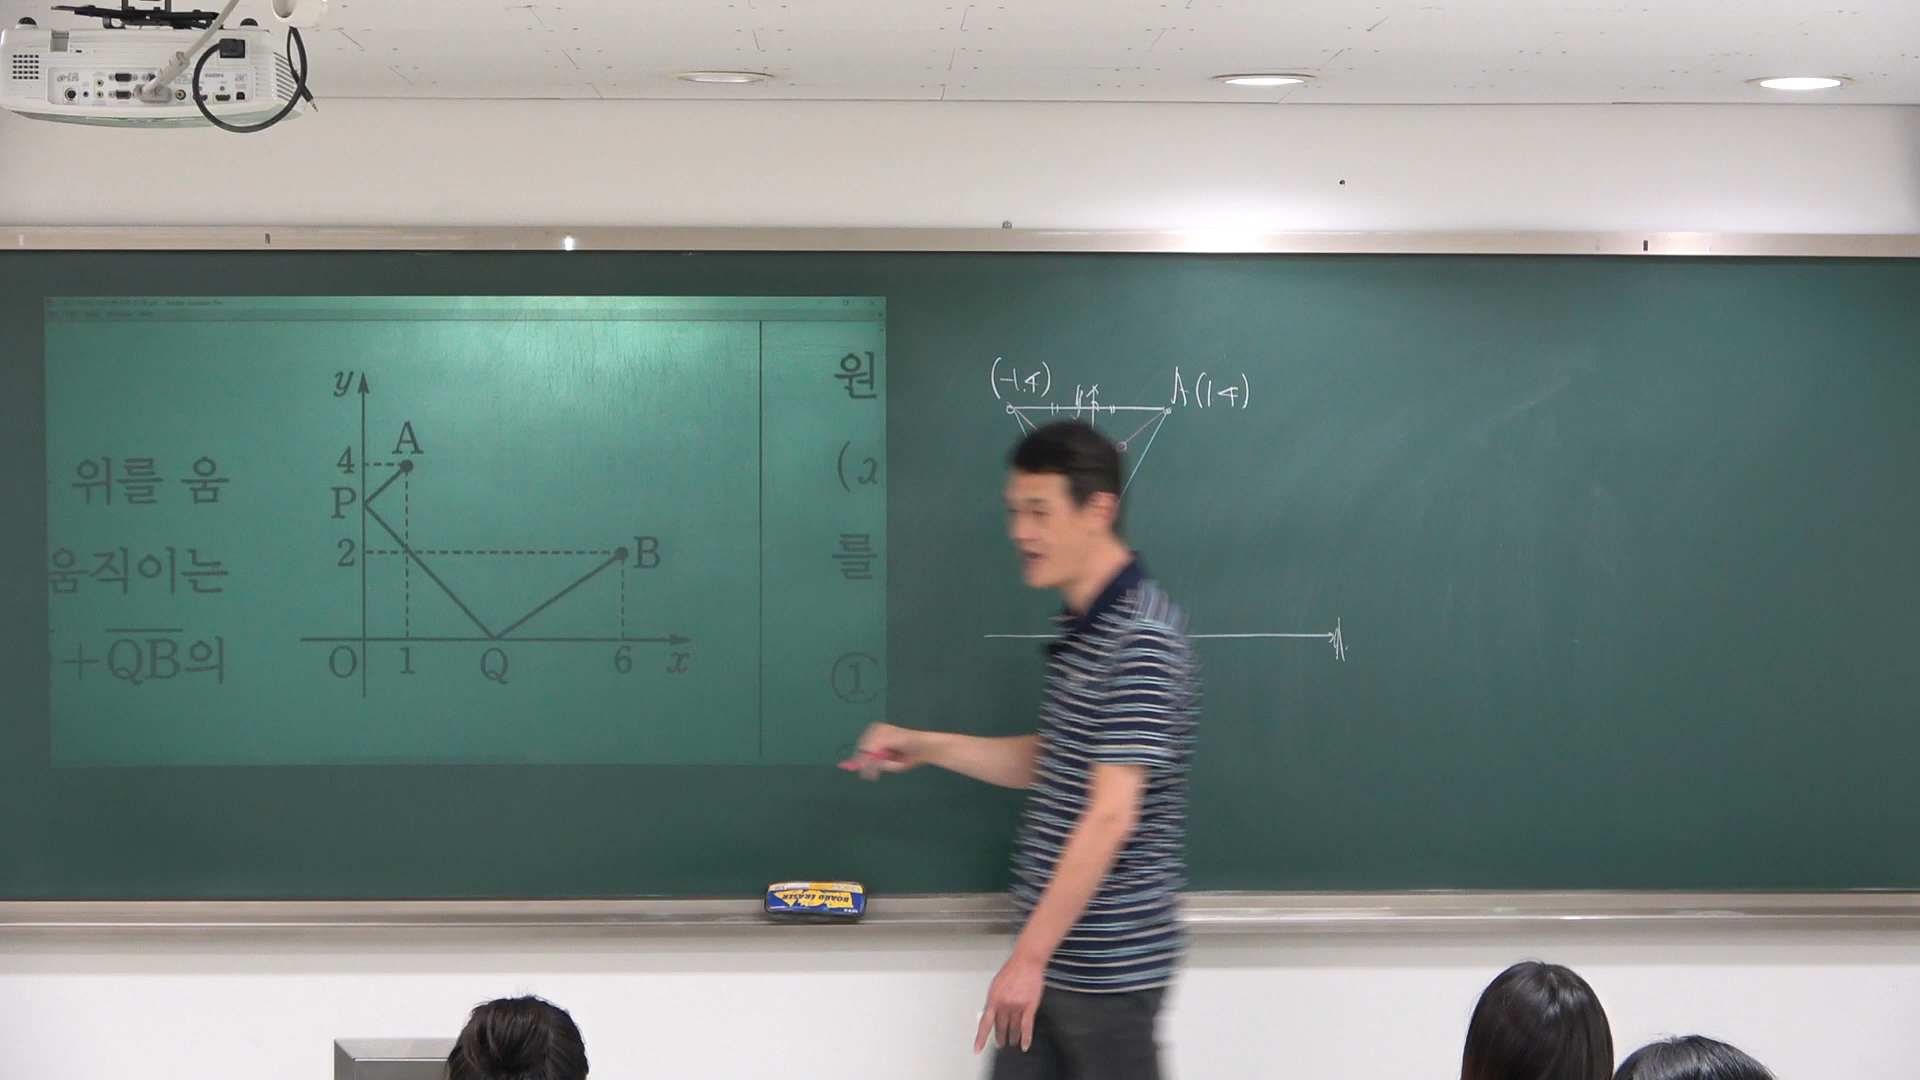 y
A
4
위를 움
P
2
B
움직이는
+QB의
O 1 Q 6 x
원
(x
를
①
(-1.4)
y
A(1.4)
x
BOARD ERASER